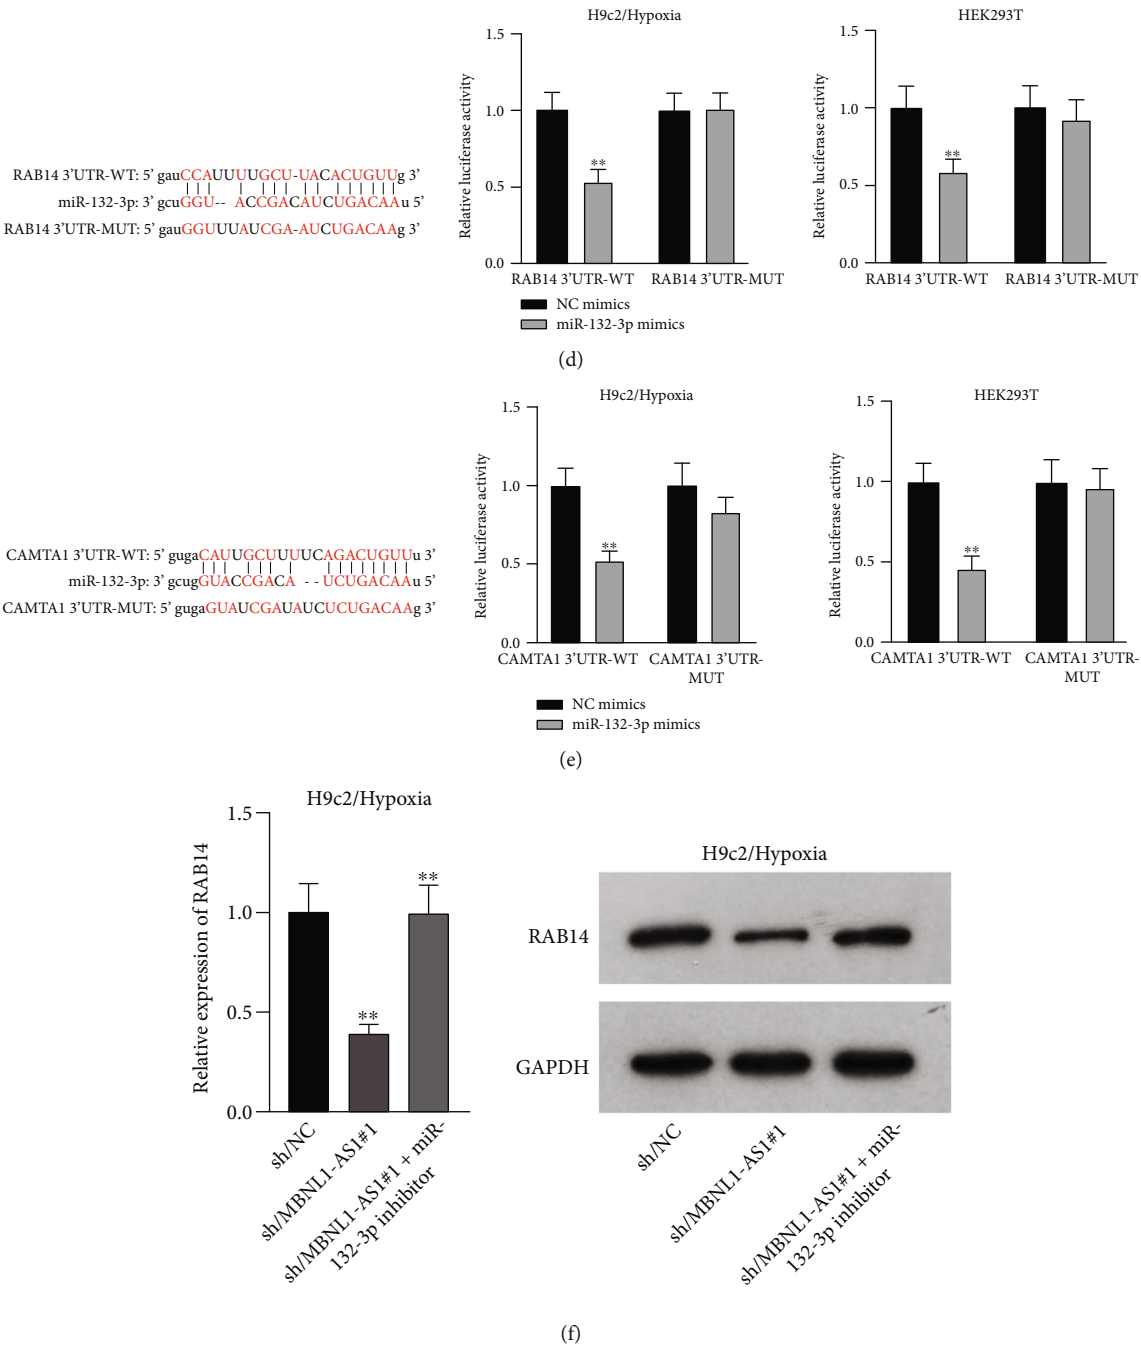 H9c2/Hypoxia
HEK293T
1.5
1.0
0.5
0.0
Relative luciferase activity
RAB14 3’UTR-WT
RAB14 3’UTR-MUT
1.5
1.0
0.5
0.0
Relative luciferase activity
RAB14 3’UTR-WT
RAB14 3’UTR-MUT
**
**
RAB14 3’UTR-WT: 5’ gauCCAUUUUUGCU-UACACUGUUg 3’
miR-132-3p: 3’ gcuGGU-- ACCGACAUCUGACAAu 5’
RAB14 3’UTR-MUT: 5’ gauGGUUUAUCGA-AUCUGACAAg 3’
NC mimics
miR-132-3p mimics
(d)
H9c2/Hypoxia
HEK293T
1.5
1.0
0.5
0.0
Relative luciferase activity
**
CAMTA1 3’UTR-WT
CAMTA1 3’UTR-
MUT
1.5
1.0
0.5
0.0
Relative luciferase activity
**
CAMTA1 3’UTR-WT
CAMTA1 3’UTR-
MUT
CAMTA1 3’UTR-WT: 5’ gugaCAUUGCUUUUCAGACUGUUu 3’
miR-132-3p: 3’ gcugGUACCGACA --UCUGACAAu 5’
CAMTA1 3’UTR-MUT: 5’ gugaGUAUCGAUAUCUCUGACAAg 3’
NC mimics
miR-132-3p mimics
(e)
H9c2/Hypoxia
1.5
1.0
0.5
0.0
Relative expression of RAB14
**
**
sh/NC
sh/MBNL1-AS1#1
sh/MBNL1-AS1#1 + miR-
132-3p inhibitor
H9c2/Hypoxia
RAB14
GAPDH
sh/NC
sh/MBNL1-AS1#1
sh/MBNL1-AS1#1 + miR-
132-3p inhibitor
(f)